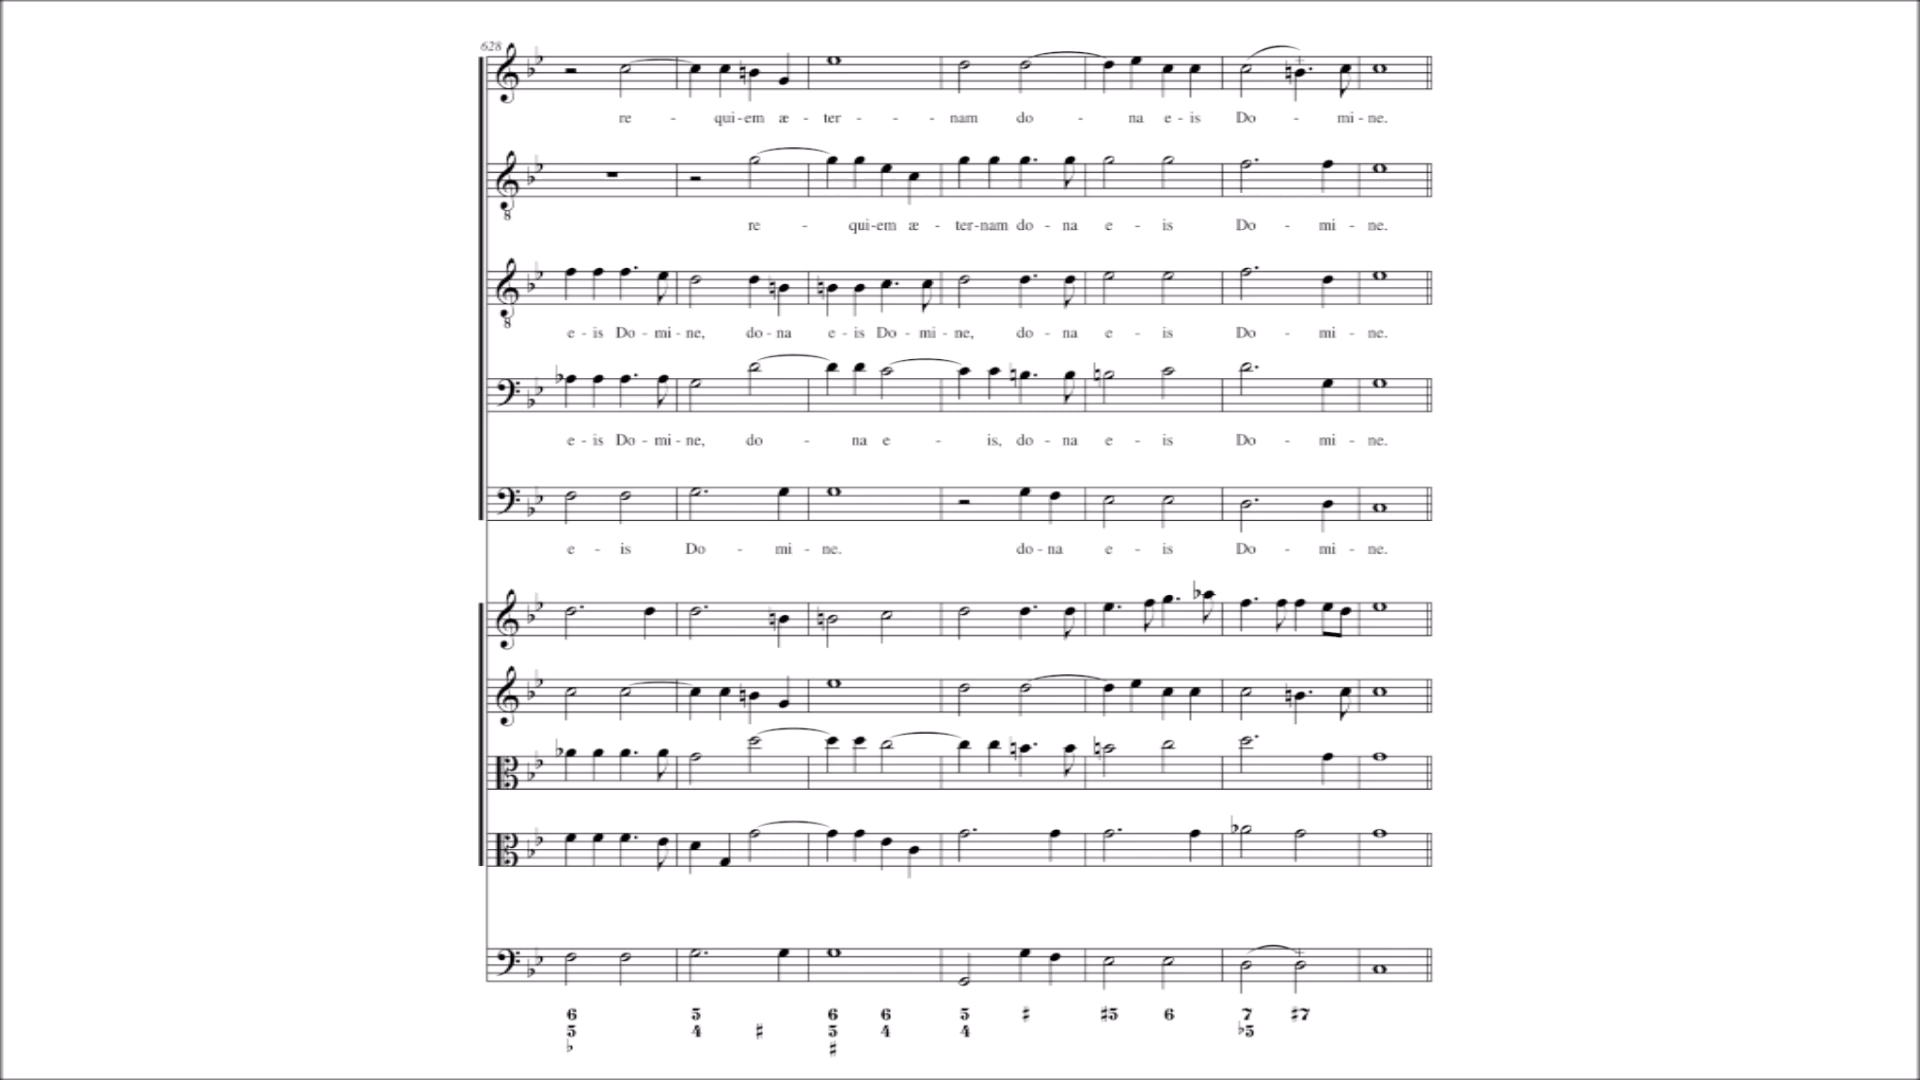 628
re - qui-em æ - ter - - - nam do - na e - is Do - mi - ne.
8
re - qui-em æ - ter-nam do - na e - is Do - mi - ne.
8
e - is Do - mi - ne, do - na e - is Do - mi - ne, do - na e - is Do - mi - ne.
e - is Do - mi - ne, do - na e - is, do - na e - is Do - mi - ne.
e - is Do - mi - ne. do - na e - is Do - mi - ne.
6 5 6 6 5 ♯ ♯5 6 7 ♯7
5 4 ♯ 5 4 4 ♭5
♭ ♯